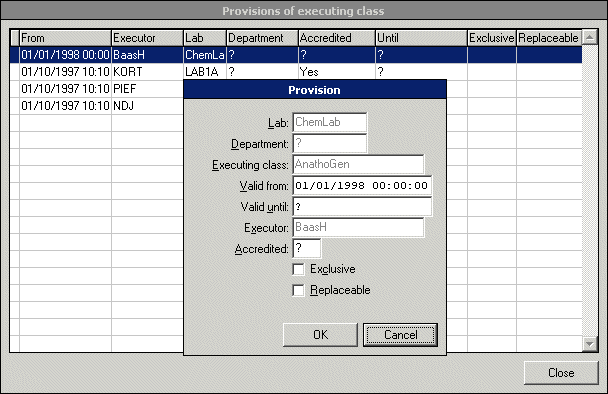 Provisions of executing class
From Executor Lab Department Accredited Until Exclusive Replaceable
01/01/1998 00:00 BaasH ChemLa ? ? ?
01/10/1997 10:10 KORT LAB1A ? Yes ?
01/10/1997 10:10 PIEF
01/10/1997 10:10 NDJ
Provision
Lab: ChemLab
Department: ?
Executing class: AnathoGen
Valid from: 01/01/1998 00:00:00
Valid until: ?
Executor: BaasH
Accredited: ?
Exclusive
Replaceable
OK Cancel
Close